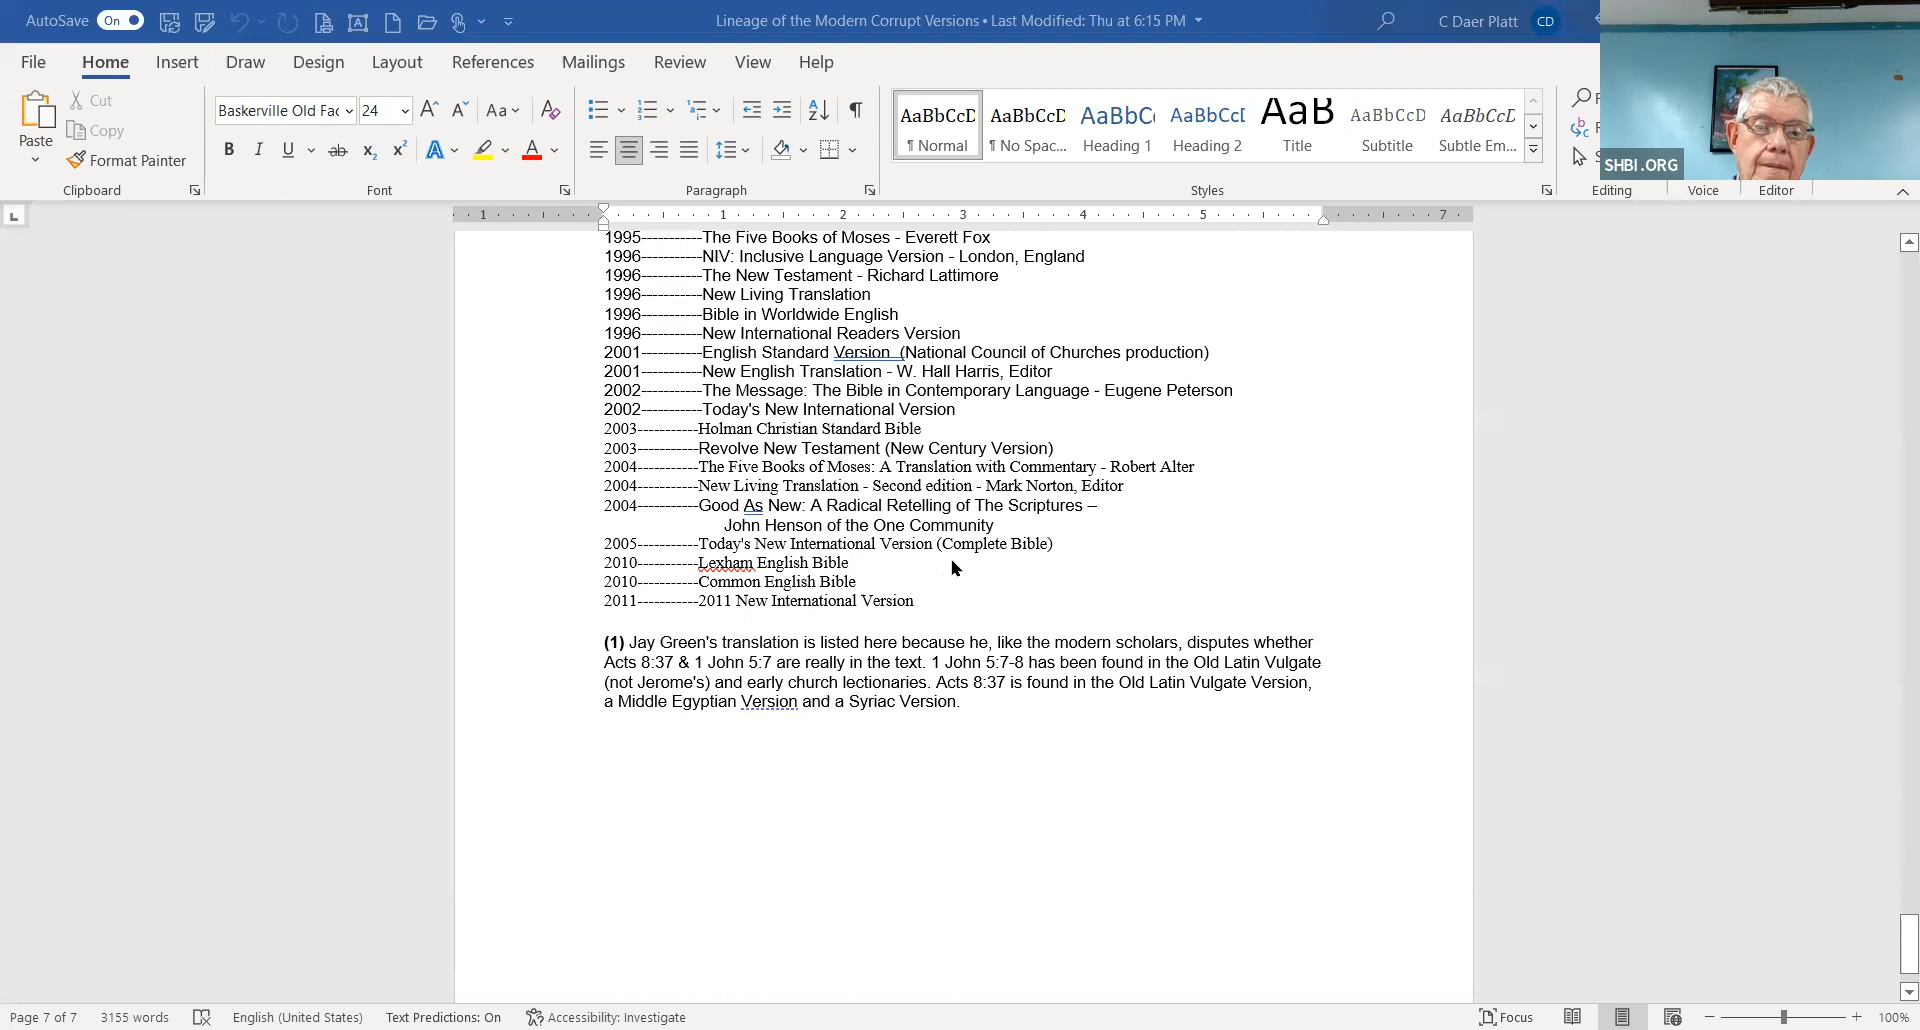 AutoSave On Lineage of the Modern Corrupt Versions • Last Modified: Thu at 6:15 PM C Daer Platt CD
File Home Insert Draw Design Layout References Mailings Review View Help
Paste
Cut
Copy
Format Painter
Clipboard
Baskerville Old Fac 24 Aa
B I U ab x₂ x² A A
Font
Paragraph
AaBbCcD AaBbCcD AaBbC AaBbCcI AaB AaBbCcD AaBbCcD
¶ Normal ¶ No Spac... Heading 1 Heading 2 Title Subtitle Subtle Em...
Styles
Editing Voice Editor
SHBI.ORG
1 1 2 3 4 5 7
1995-----------The Five Books of Moses - Everett Fox
1996-----------NIV: Inclusive Language Version - London, England
1996-----------The New Testament - Richard Lattimore
1996-----------New Living Translation
1996-----------Bible in Worldwide English
1996-----------New International Readers Version
2001-----------English Standard Version (National Council of Churches production)
2001-----------New English Translation - W. Hall Harris, Editor
2002-----------The Message: The Bible in Contemporary Language - Eugene Peterson
2002-----------Today's New International Version
2003-----------Holman Christian Standard Bible
2003-----------Revolve New Testament (New Century Version)
2004-----------The Five Books of Moses: A Translation with Commentary - Robert Alter
2004-----------New Living Translation - Second edition - Mark Norton, Editor
2004-----------Good As New: A Radical Retelling of The Scriptures –
John Henson of the One Community
2005-----------Today's New International Version (Complete Bible)
2010-----------Lexham English Bible
2010-----------Common English Bible
2011-----------2011 New International Version
(1) Jay Green's translation is listed here because he, like the modern scholars, disputes whether
Acts 8:37 & 1 John 5:7 are really in the text. 1 John 5:7-8 has been found in the Old Latin Vulgate
(not Jerome's) and early church lectionaries. Acts 8:37 is found in the Old Latin Vulgate Version,
a Middle Egyptian Version and a Syriac Version.
Page 7 of 7 3155 words English (United States) Text Predictions: On Accessibility: Investigate Focus 100%